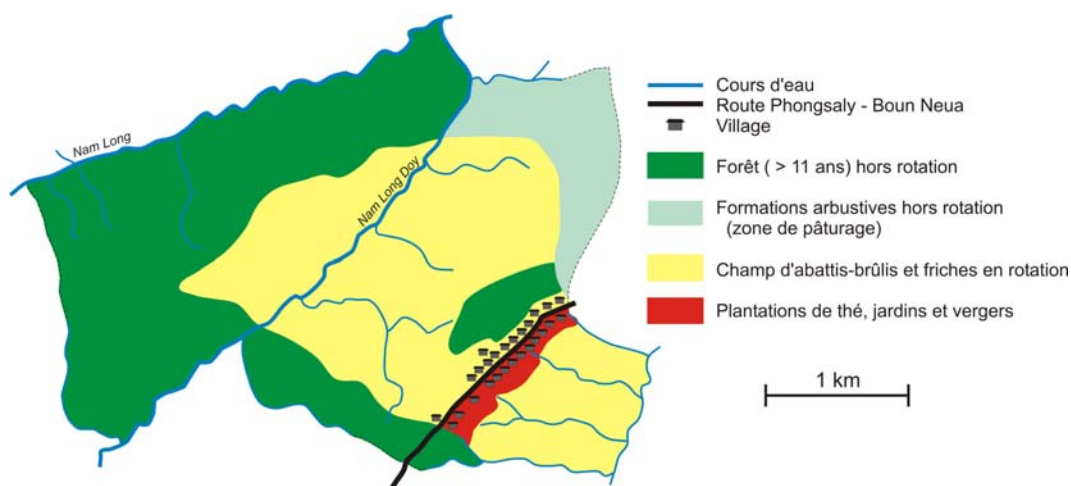 Nam Long
Nam Long Doy
Cours d'eau
Route Phongsaly - Boun Neua
Village
Forêt ( > 11 ans) hors rotation
Formations arbustives hors rotation
(zone de pâturage)
Champ d'abattis-brûlis et friches en rotation
Plantations de thé, jardins et vergers
1 km